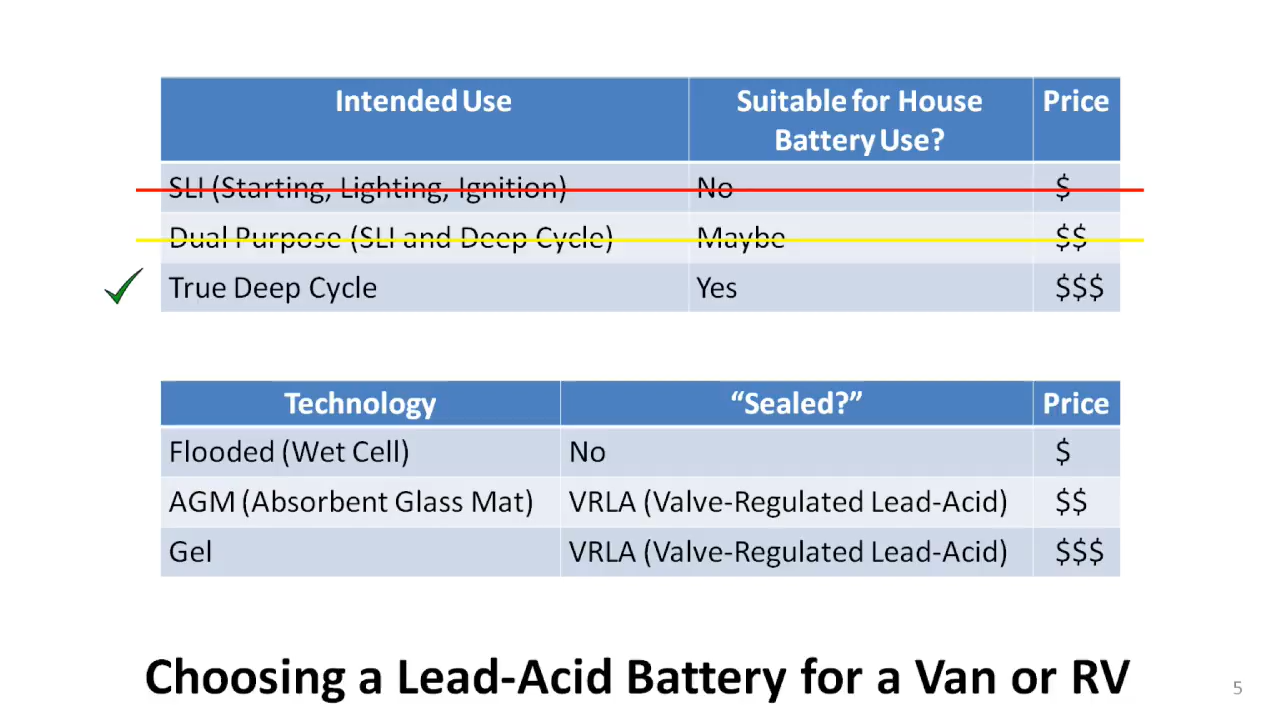 Intended Use Suitable for House Battery Use? Price
SLI (Starting, Lighting, Ignition) No $
Dual Purpose (SLI and Deep Cycle) Maybe $$
True Deep Cycle Yes $$$
Technology “Sealed?” Price
Flooded (Wet Cell) No $
AGM (Absorbent Glass Mat) VRLA (Valve-Regulated Lead-Acid) $$
Gel VRLA (Valve-Regulated Lead-Acid) $$$
Choosing a Lead-Acid Battery for a Van or RV
5